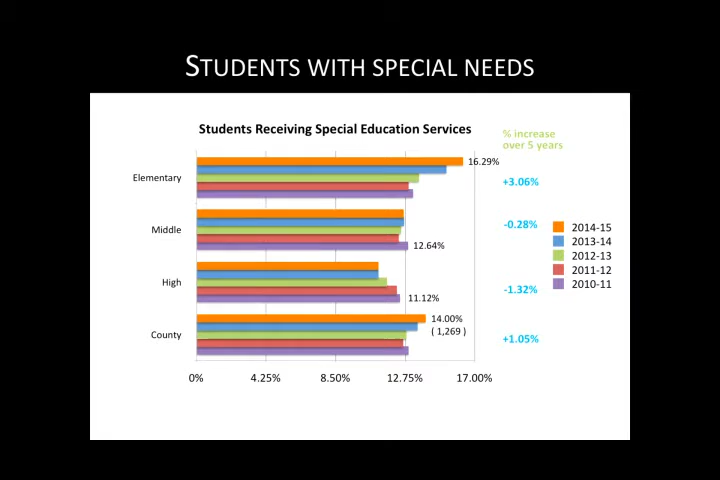 STUDENTS WITH SPECIAL NEEDS
Students Receiving Special Education Services
% increase
over 5 years
16.29%
Elementary
+3.06%
Middle
-0.28%
12.64%
2014-15
2013-14
2012-13
2011-12
2010-11
High
-1.32%
11.12%
14.00%
( 1,269 )
County
+1.05%
0%
4.25%
8.50%
12.75%
17.00%